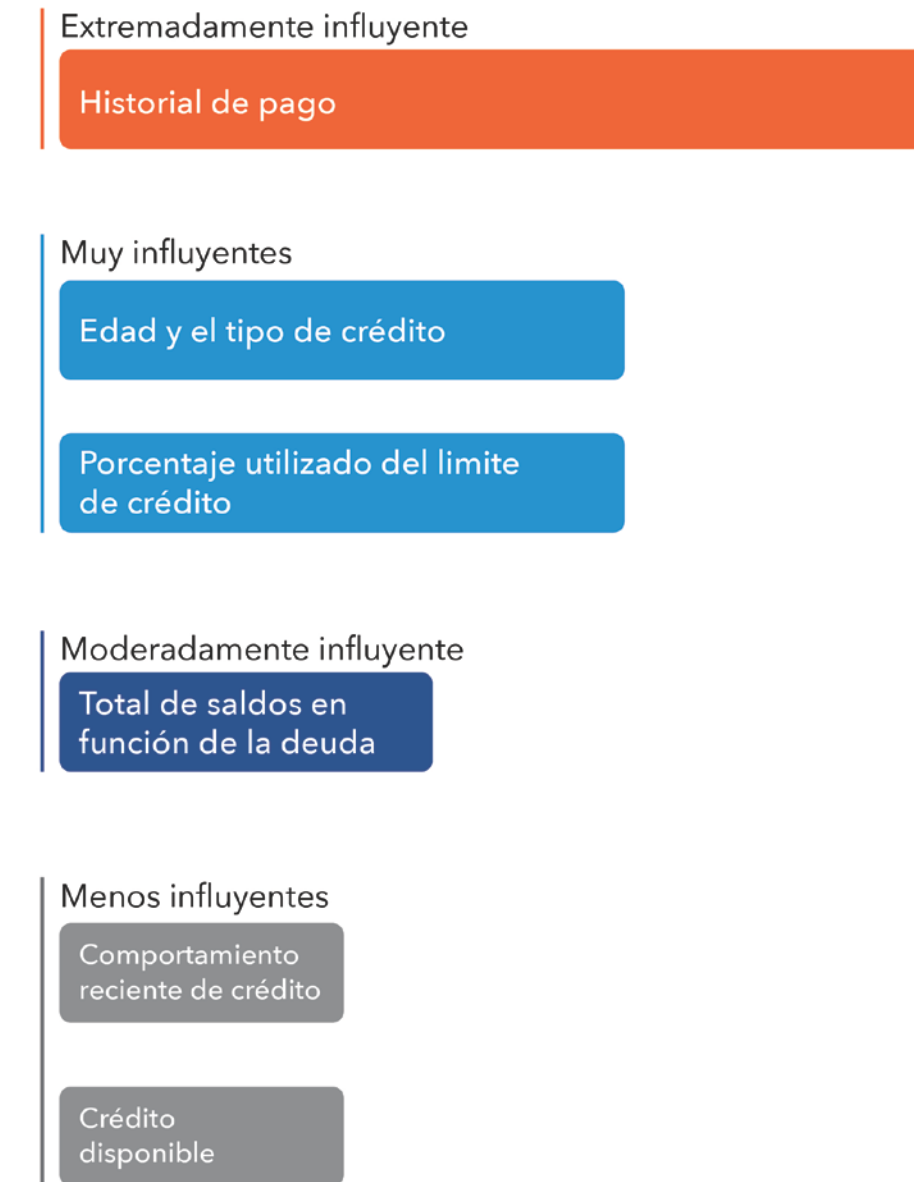 Extremadamente influyente
Historial de pago
Muy influyentes
Edad y el tipo de crédito
Porcentaje utilizado del limite
de crédito
Moderadamente influyente
Total de saldos en
función de la deuda
Menos influyentes
Comportamiento
reciente de crédito
Crédito
disponible